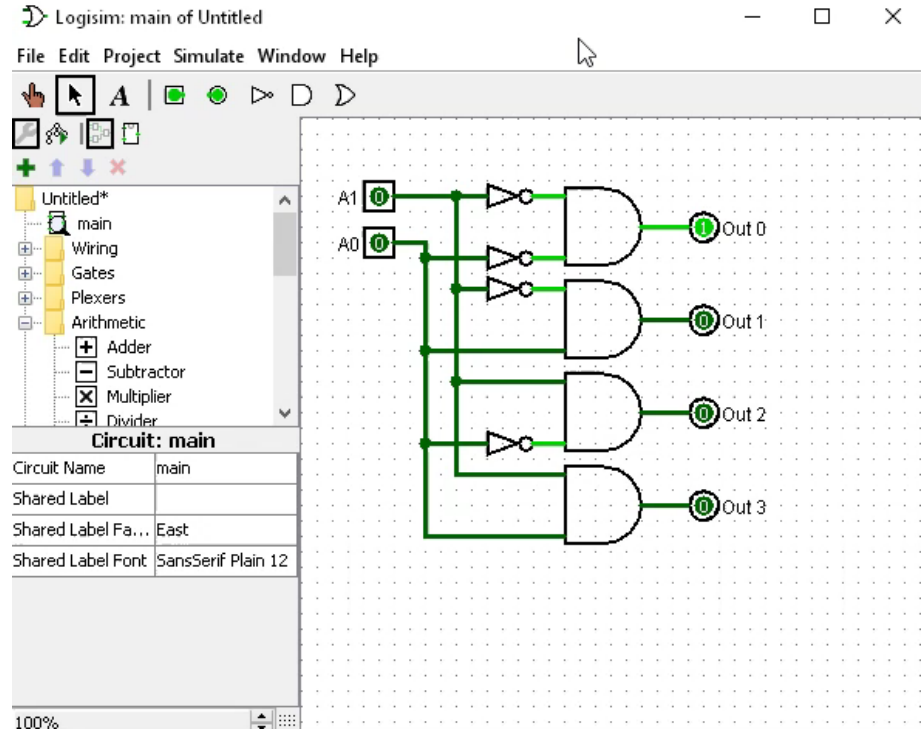 Logisim: main of Untitled
File Edit Project Simulate Window Help
A
Untitled*
main
Wiring
Gates
Plexers
Arithmetic
Adder
Subtractor
Multiplier
Divider
Circuit: main
Circuit Name main
Shared Label
Shared Label Fa... East
Shared Label Font SansSerif Plain 12
100%
A1 0
A0 0
1 Out 0
0 Out 1
0 Out 2
0 Out 3